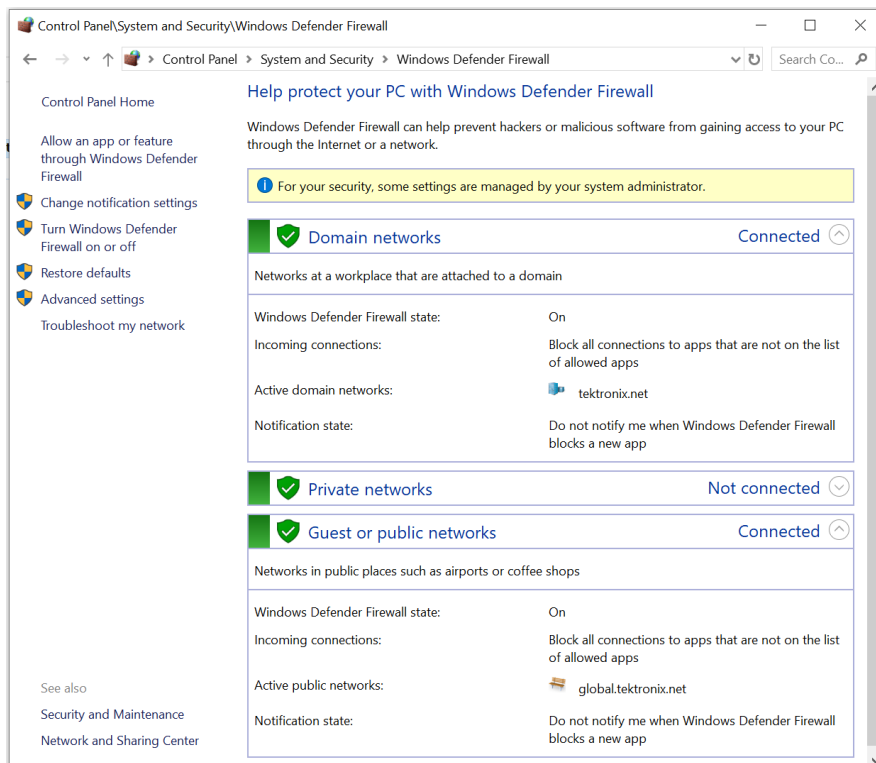 Control Panel\System and Security\Windows Defender Firewall
Control Panel > System and Security > Windows Defender Firewall
Search Co...
Control Panel Home
Allow an app or feature
through Windows Defender
Firewall
Change notification settings
Turn Windows Defender
Firewall on or off
Restore defaults
Advanced settings
Troubleshoot my network
See also
Security and Maintenance
Network and Sharing Center
Help protect your PC with Windows Defender Firewall
Windows Defender Firewall can help prevent hackers or malicious software from gaining access to your PC
through the Internet or a network.
For your security, some settings are managed by your system administrator.
Domain networks Connected
Networks at a workplace that are attached to a domain
Windows Defender Firewall state: On
Incoming connections: Block all connections to apps that are not on the list
of allowed apps
Active domain networks: tektronix.net
Notification state: Do not notify me when Windows Defender Firewall
blocks a new app
Private networks Not connected
Guest or public networks Connected
Networks in public places such as airports or coffee shops
Windows Defender Firewall state: On
Incoming connections: Block all connections to apps that are not on the list
of allowed apps
Active public networks: global.tektronix.net
Notification state: Do not notify me when Windows Defender Firewall
blocks a new app